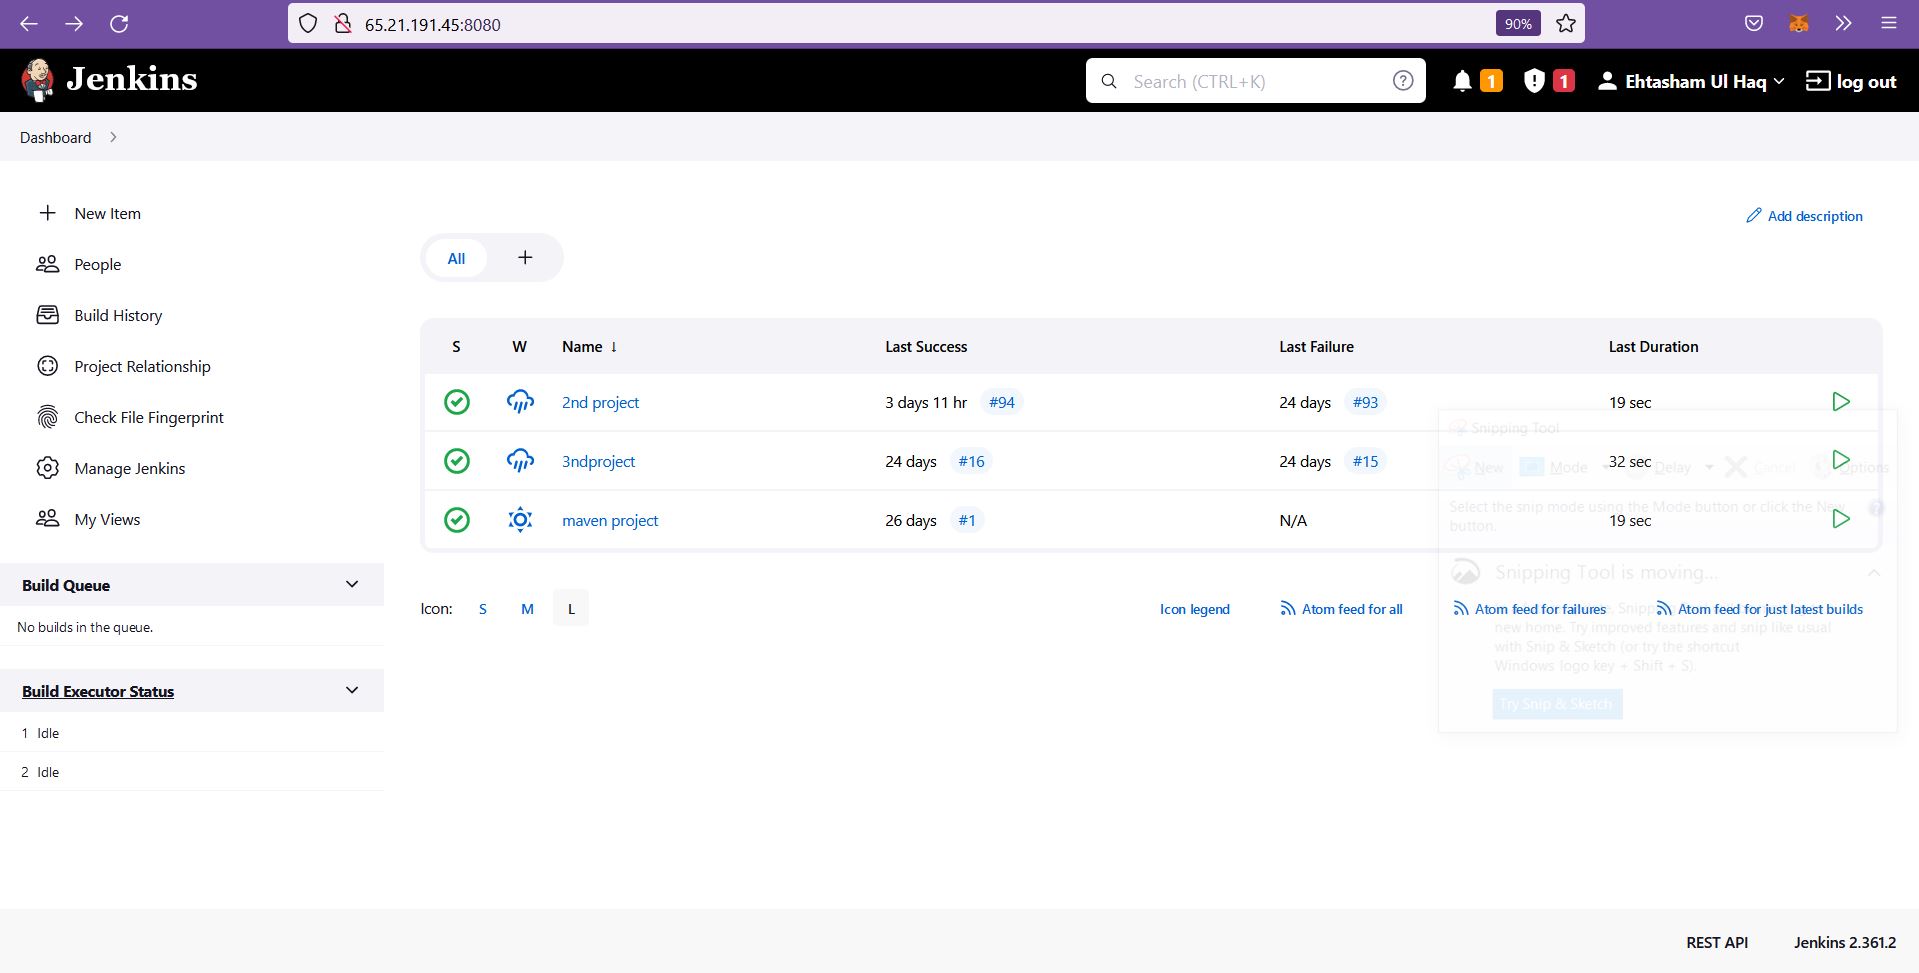 65.21.191.45:8080
90%
Jenkins
Search (CTRL+K)
1
1
Ehtasham Ul Haq
log out
Dashboard
New Item
People
Build History
Project Relationship
Check File Fingerprint
Manage Jenkins
My Views
Build Queue
No builds in the queue.
Build Executor Status
1 Idle
2 Idle
Add description
All +
S W Name ↓ Last Success Last Failure Last Duration
2nd project 3 days 11 hr #94 24 days #93 19 sec
3ndproject 24 days #16 24 days #15 32 sec
maven project 26 days #1 N/A 19 sec
Icon: S M L
Icon legend Atom feed for all Atom feed for failures Atom feed for just latest builds
Snipping Tool
New Mode Delay Cancel Options
Select the snip mode using the Mode button or click the New
button.
Snipping Tool is moving...
new home. Try improved features and snip like usual
with Snip & Sketch (or try the shortcut
Windows logo key + Shift + S).
Try Snip & Sketch
REST API Jenkins 2.361.2